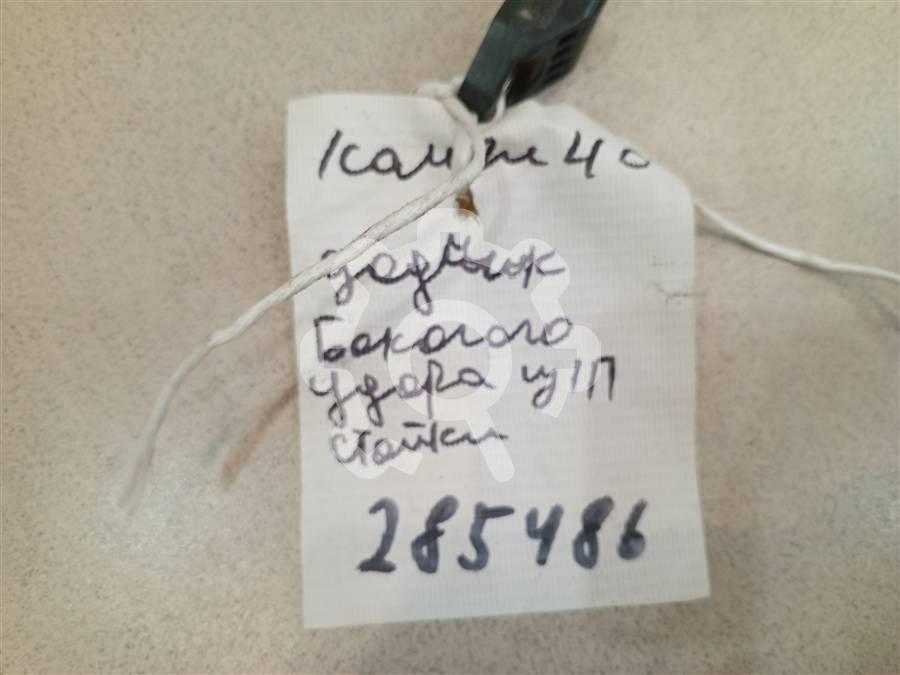 Камри 40
Датчик
Бокового
удара ц/П
стойки
285486